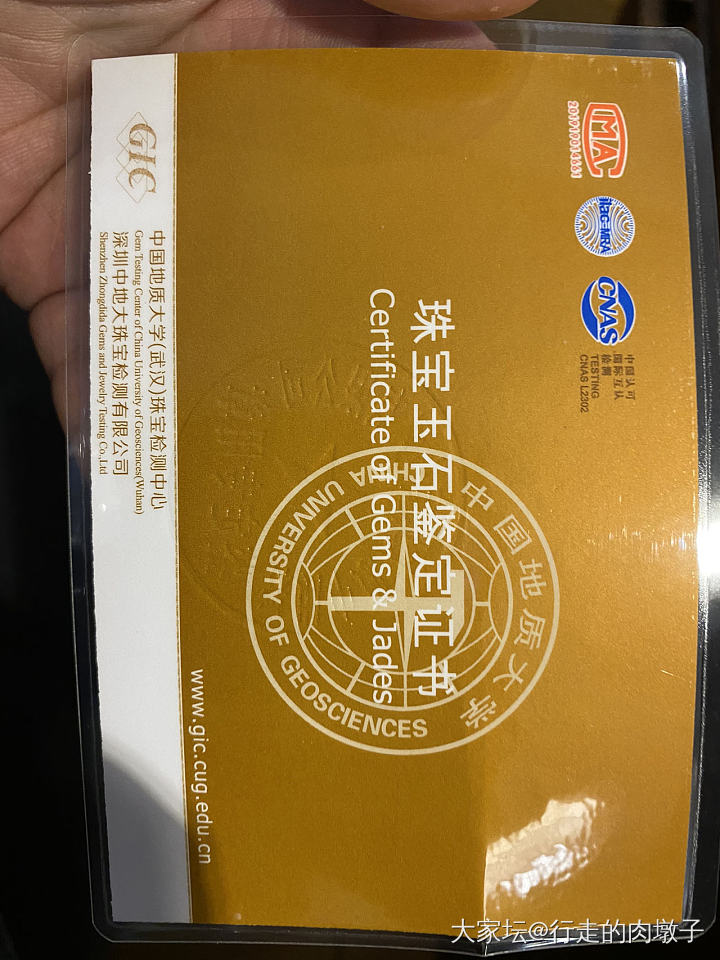 CMA
201919014661
ilac-MRA
CNAS
中国认可
国际互认
检测
TESTING
CNAS L2302
珠宝玉石鉴定证书
Certificate of Gems & Jades
中国地质大学
CHINA UNIVERSITY OF GEOSCIENCES
www.gic.cug.edu.cn
GIC
中国地质大学(武汉)珠宝检测中心
Gem Testing Center of China University of Geosciences(Wuhan)
深圳中地大珠宝检测有限公司
Shenzhen Zhongdida Gems and Jewelry Testing Co.,Ltd
大家坛@行走的肉墩子